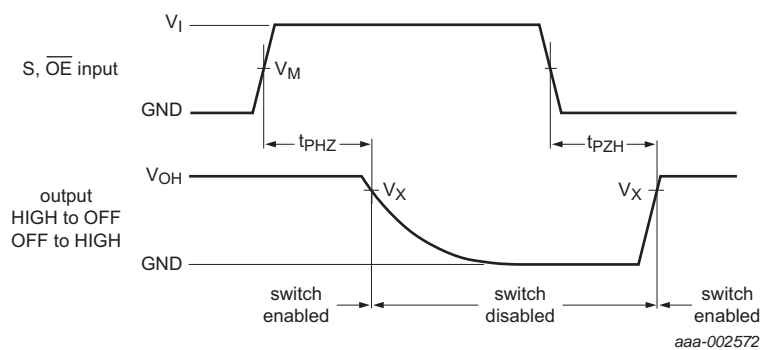 V_I
S, O̅E̅ input
V_M
GND
t_PHZ
t_PZH
V_OH
output
HIGH to OFF
OFF to HIGH
V_X
V_X
GND
switch
enabled
switch
disabled
switch
enabled
aaa-002572